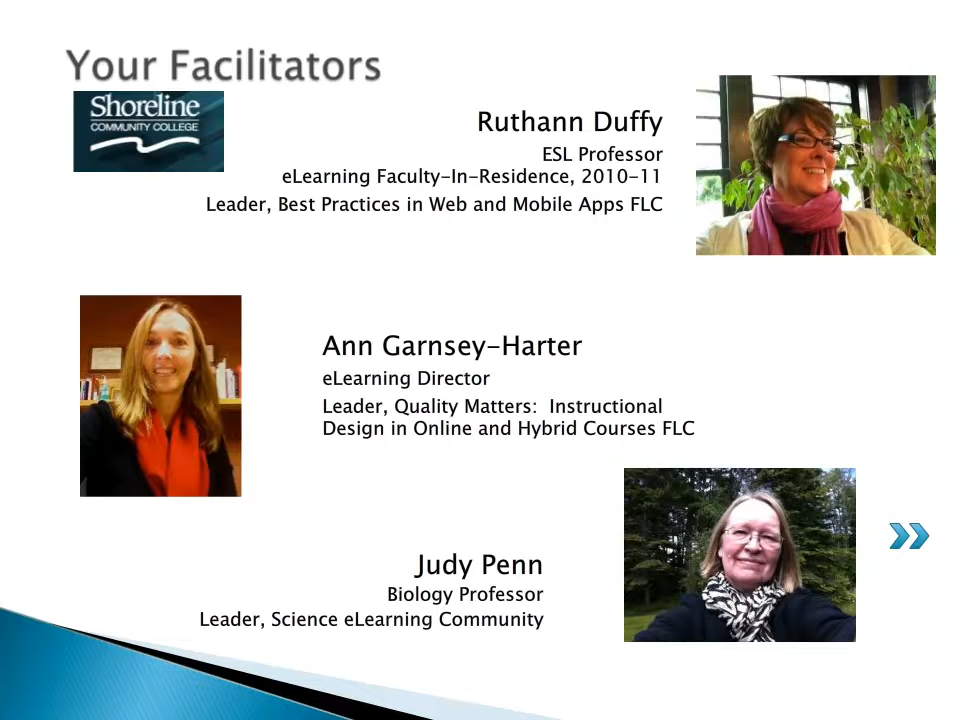 Your Facilitators
Shoreline
COMMUNITY COLLEGE
Ruthann Duffy
ESL Professor
eLearning Faculty-In-Residence, 2010-11
Leader, Best Practices in Web and Mobile Apps FLC
Ann Garnsey-Harter
eLearning Director
Leader, Quality Matters: Instructional
Design in Online and Hybrid Courses FLC
Judy Penn
Biology Professor
Leader, Science eLearning Community